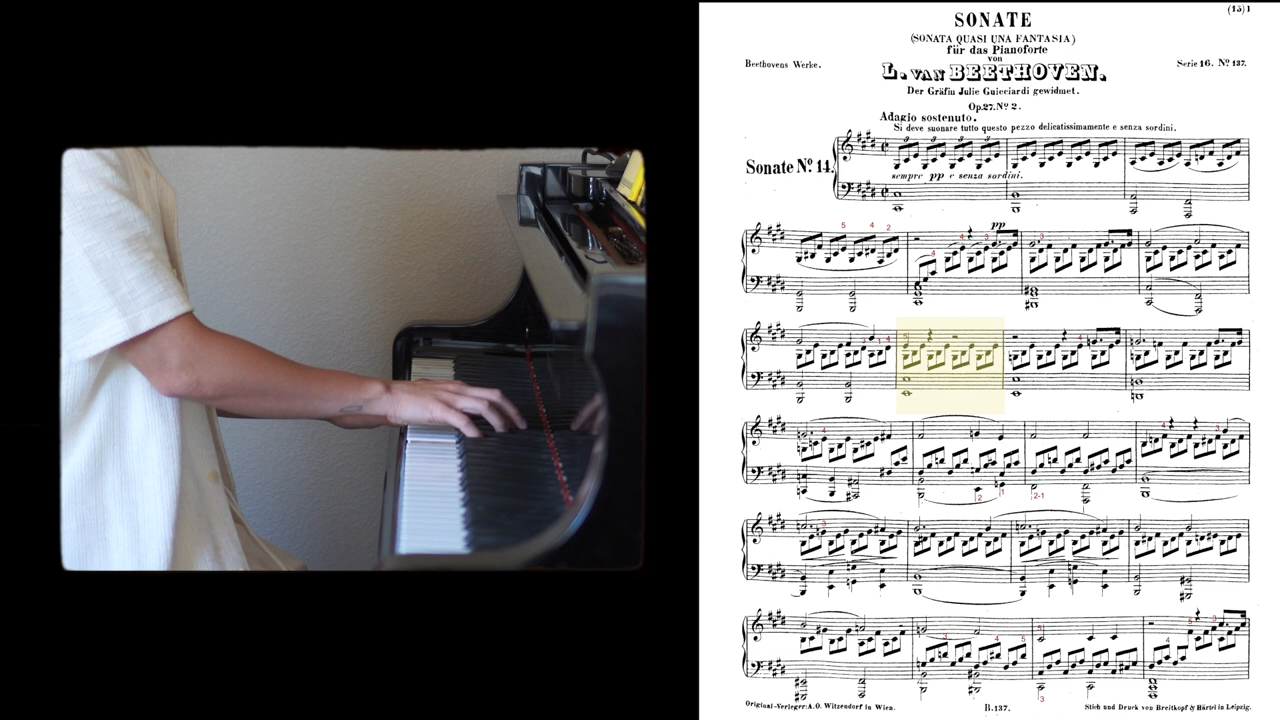 (13) 1
SONATE
(SONATA QUASI UNA FANTASIA)
für das Pianoforte
von
Beethovens Werke.
L. VAN BEETHOVEN.
Serie 16. Nº 137.
Der Gräfin Julie Guicciardi gewidmet.
Op. 27. Nº 2.
Adagio sostenuto.
Si deve suonare tutto questo pezzo delicatissimamente e senza sordini.
Sonate Nº 14.
sempre pp e senza sordini.
pp
Original-Verleger: A.O. Witzendorf in Wien.
B.137.
Stich und Druck von Breitkopf & Härtel in Leipzig.